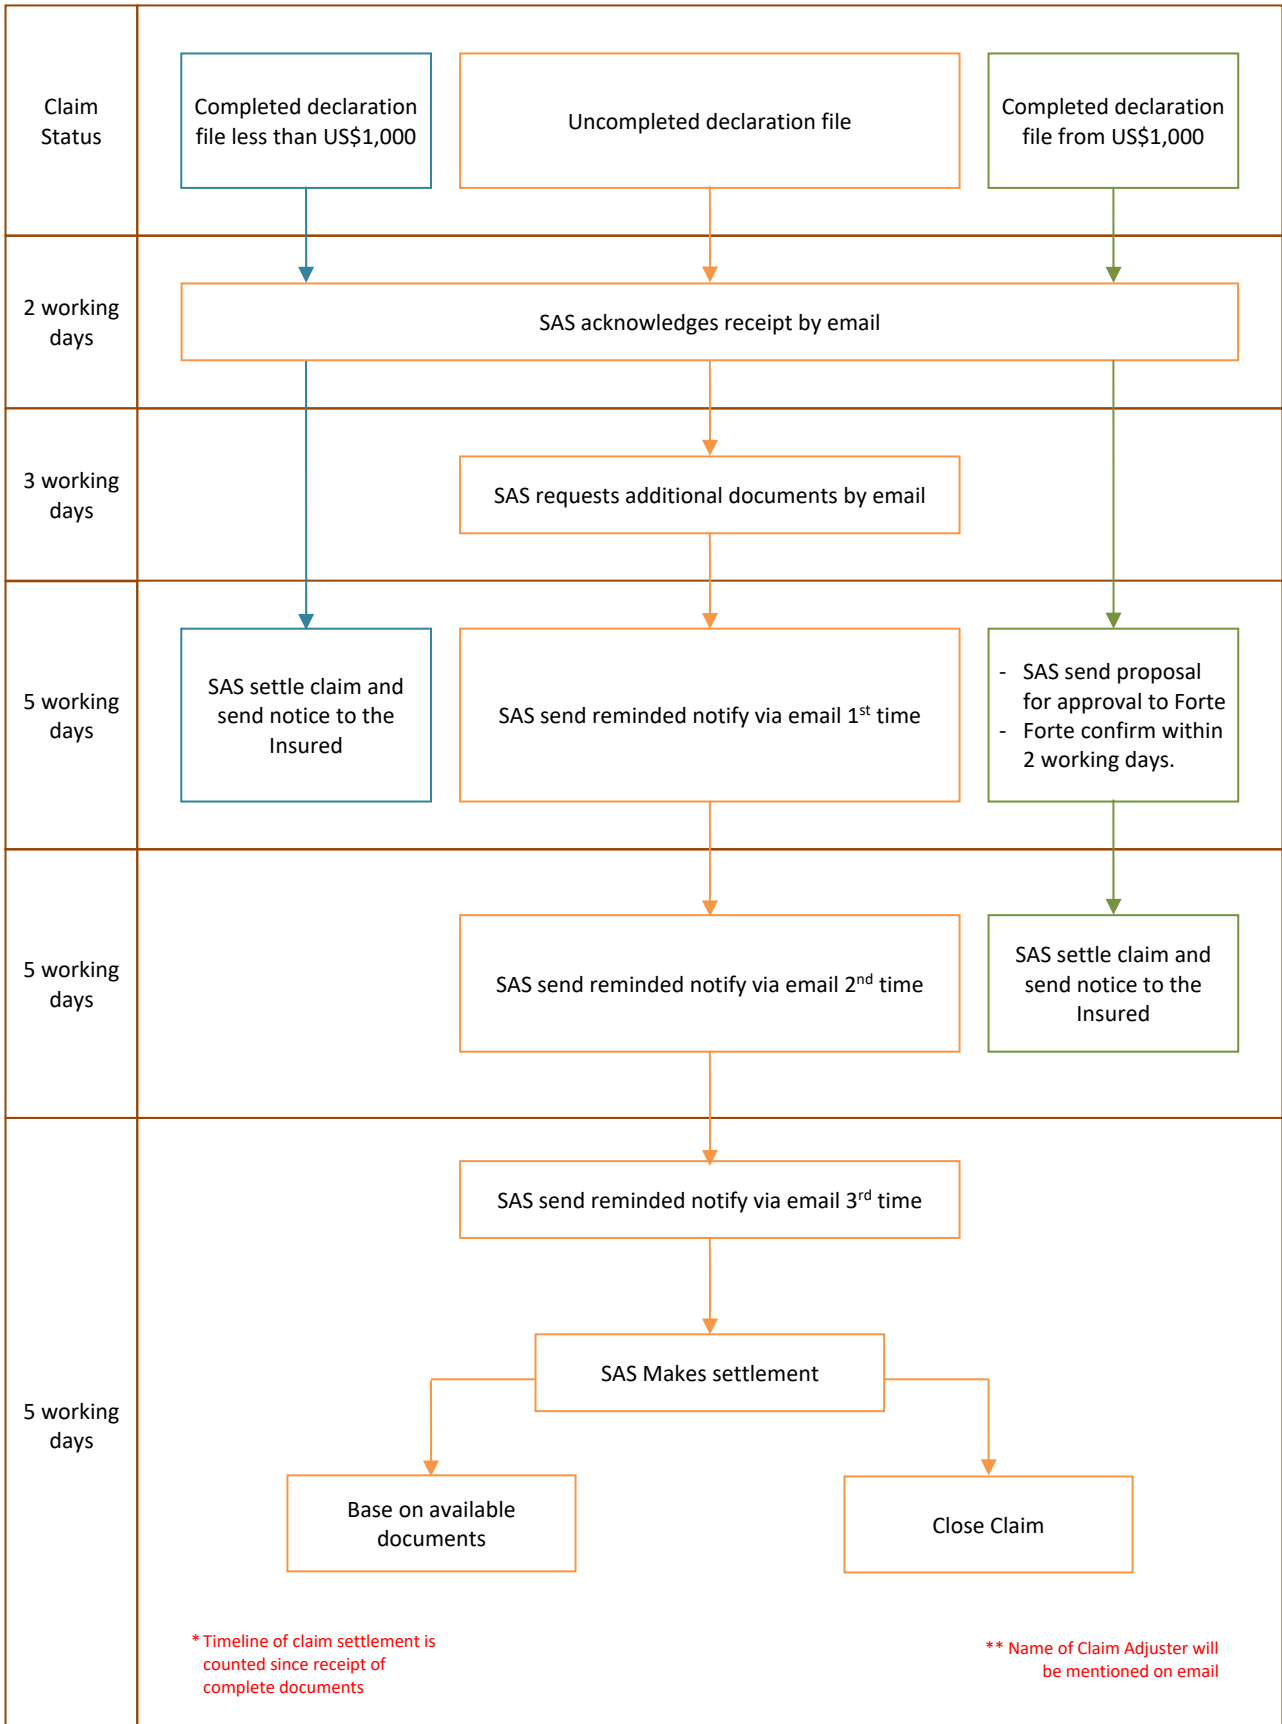 Claim
Status
Completed declaration
file less than US$1,000
Uncompleted declaration file
Completed declaration
file from US$1,000
2 working
days
SAS acknowledges receipt by email
3 working
days
SAS requests additional documents by email
5 working
days
SAS settle claim and
send notice to the
Insured
SAS send reminded notify via email 1st time
- SAS send proposal
for approval to Forte
- Forte confirm within
2 working days.
5 working
days
SAS send reminded notify via email 2nd time
SAS settle claim and
send notice to the
Insured
5 working
days
SAS send reminded notify via email 3rd time
SAS Makes settlement
Base on available
documents
Close Claim
* Timeline of claim settlement is
counted since receipt of
complete documents
** Name of Claim Adjuster will
be mentioned on email